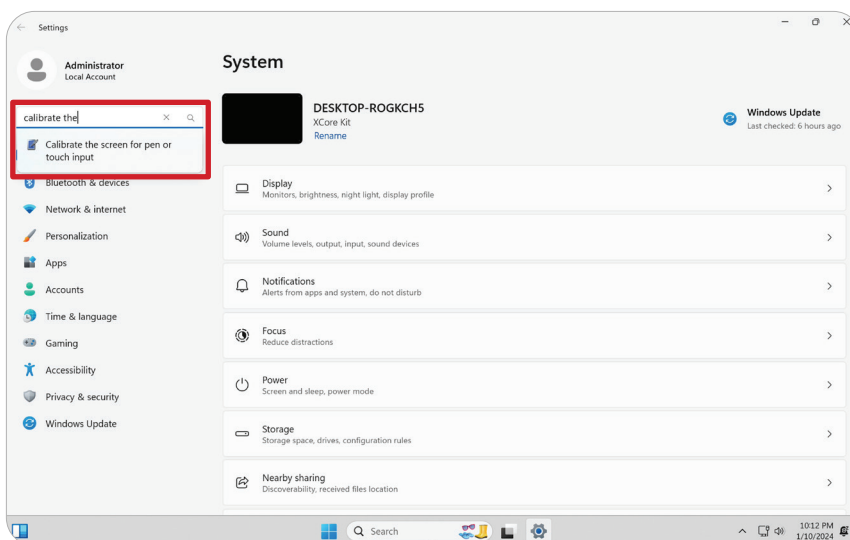 Settings
Administrator
Local Account
calibrate the
Calibrate the screen for pen or
touch input
Bluetooth & devices
Network & internet
Personalization
Apps
Accounts
Time & language
Gaming
Accessibility
Privacy & security
Windows Update
System
DESKTOP-ROGKCH5
XCore Kit
Rename
Windows Update
Last checked: 6 hours ago
Display
Monitors, brightness, night light, display profile
Sound
Volume levels, output, input, sound devices
Notifications
Alerts from apps and system, do not disturb
Focus
Reduce distractions
Power
Screen and sleep, power mode
Storage
Storage space, drives, configuration rules
Nearby sharing
Discoverability, received files location
Search
10:12 PM
1/10/2024